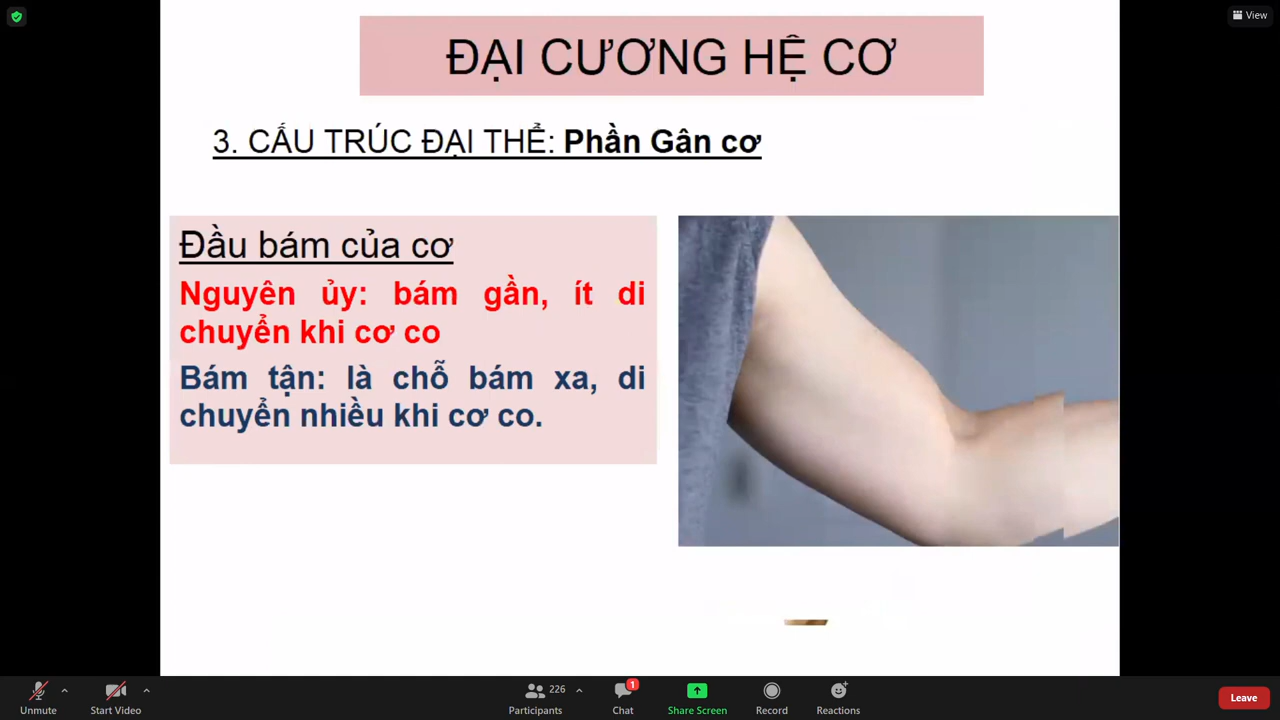 View
ĐẠI CƯƠNG HỆ CƠ
3. CẤU TRÚC ĐẠI THỂ: Phần Gân cơ
Đầu bám của cơ
Nguyên ủy: bám gần, ít di
chuyển khi cơ co
Bám tận: là chỗ bám xa, di
chuyển nhiều khi cơ co.
Unmute
Start Video
226
Participants
1
Chat
Share Screen
Record
Reactions
Leave